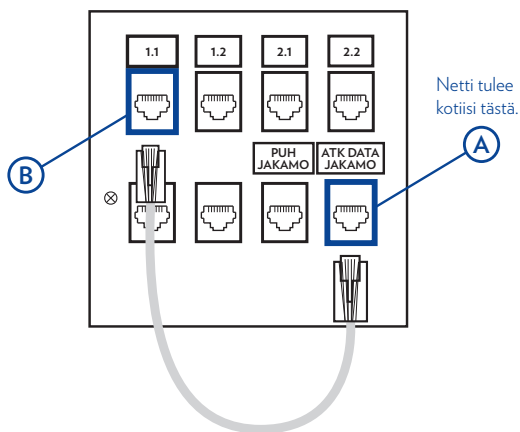 1.1
1.2
2.1
2.2
Netti tulee
kotiisi tästä.
A
B
PUH
JAKAMO
ATK DATA
JAKAMO